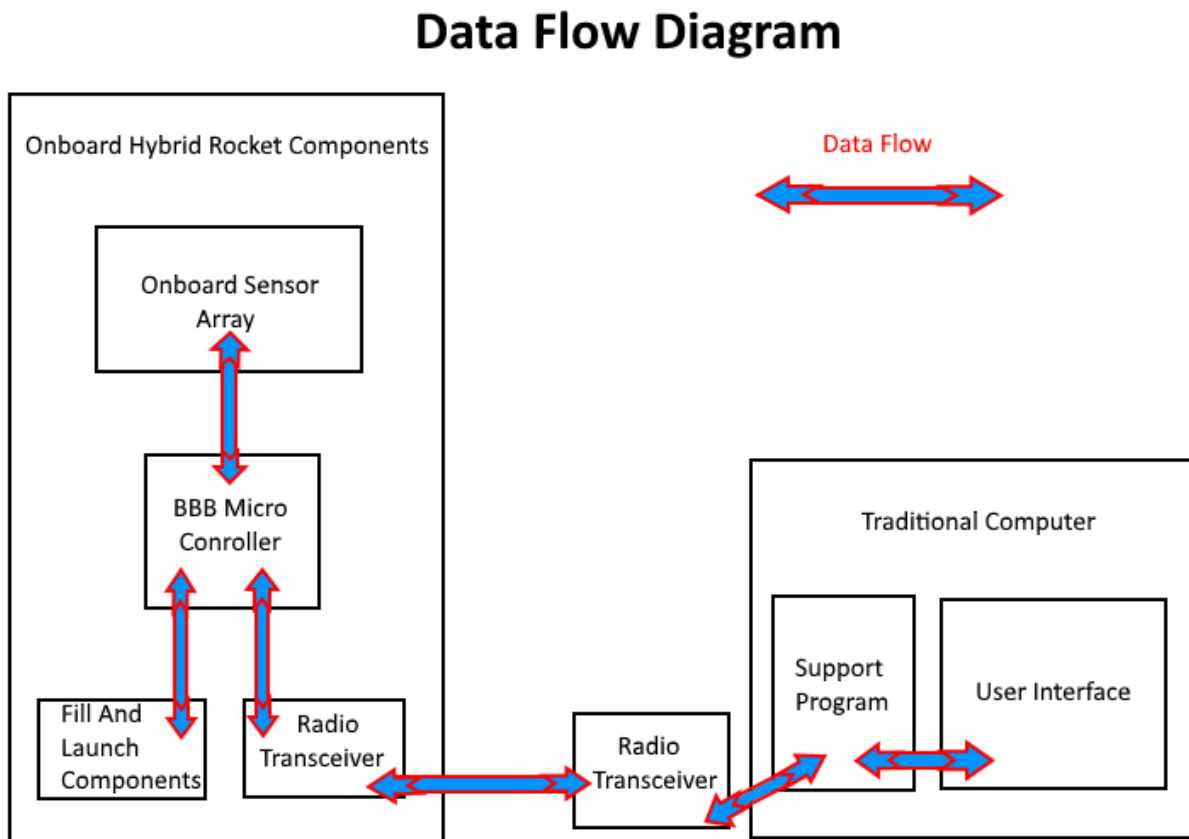 Data Flow Diagram
Onboard Hybrid Rocket Components
Data Flow
Onboard Sensor
Array
BBB Micro
Conroller
Traditional Computer
Fill And
Launch
Components
Radio
Transceiver
Radio
Transceiver
Support
Program
User Interface